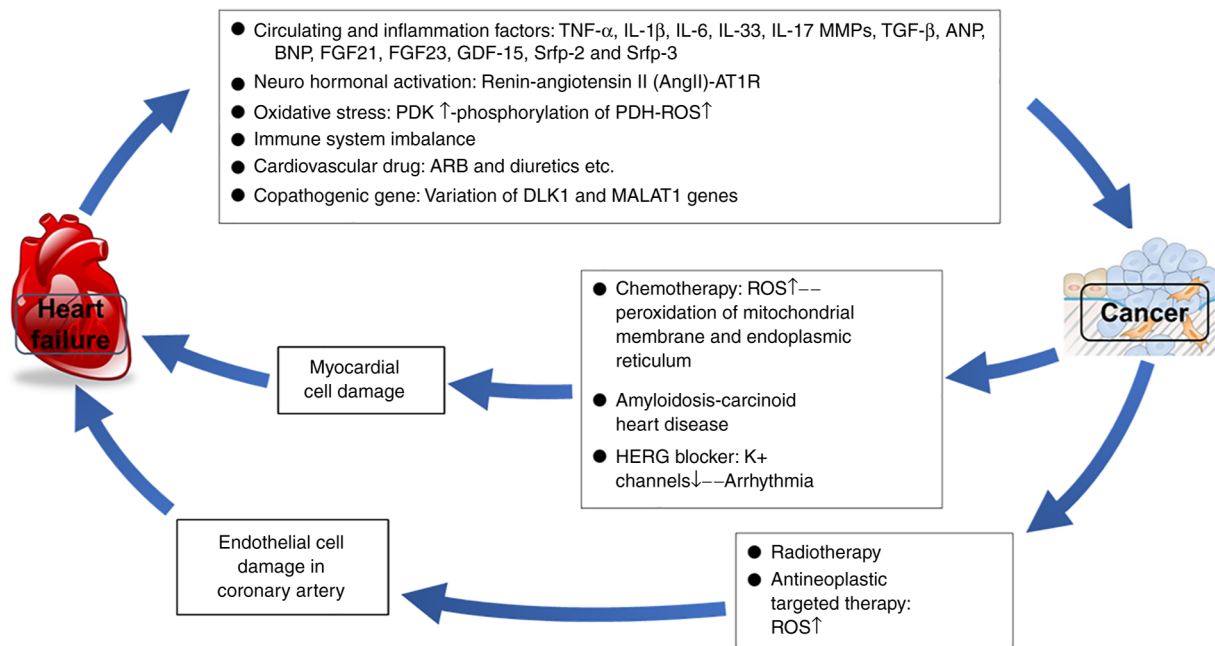 ● Circulating and inflammation factors: TNF-α, IL-1β, IL-6, IL-33, IL-17 MMPs, TGF-β, ANP,
BNP, FGF21, FGF23, GDF-15, Srfp-2 and Srfp-3
● Neuro hormonal activation: Renin-angiotensin II (AngII)-AT1R
● Oxidative stress: PDK ↑-phosphorylation of PDH-ROS↑
● Immune system imbalance
● Cardiovascular drug: ARB and diuretics etc.
● Copathogenic gene: Variation of DLK1 and MALAT1 genes
Heart
failure
Cancer
● Chemotherapy: ROS↑––
peroxidation of mitochondrial
membrane and endoplasmic
reticulum
● Amyloidosis-carcinoid
heart disease
● HERG blocker: K+
channels↓––Arrhythmia
Myocardial
cell damage
Endothelial cell
damage in
coronary artery
● Radiotherapy
● Antineoplastic
targeted therapy:
ROS↑